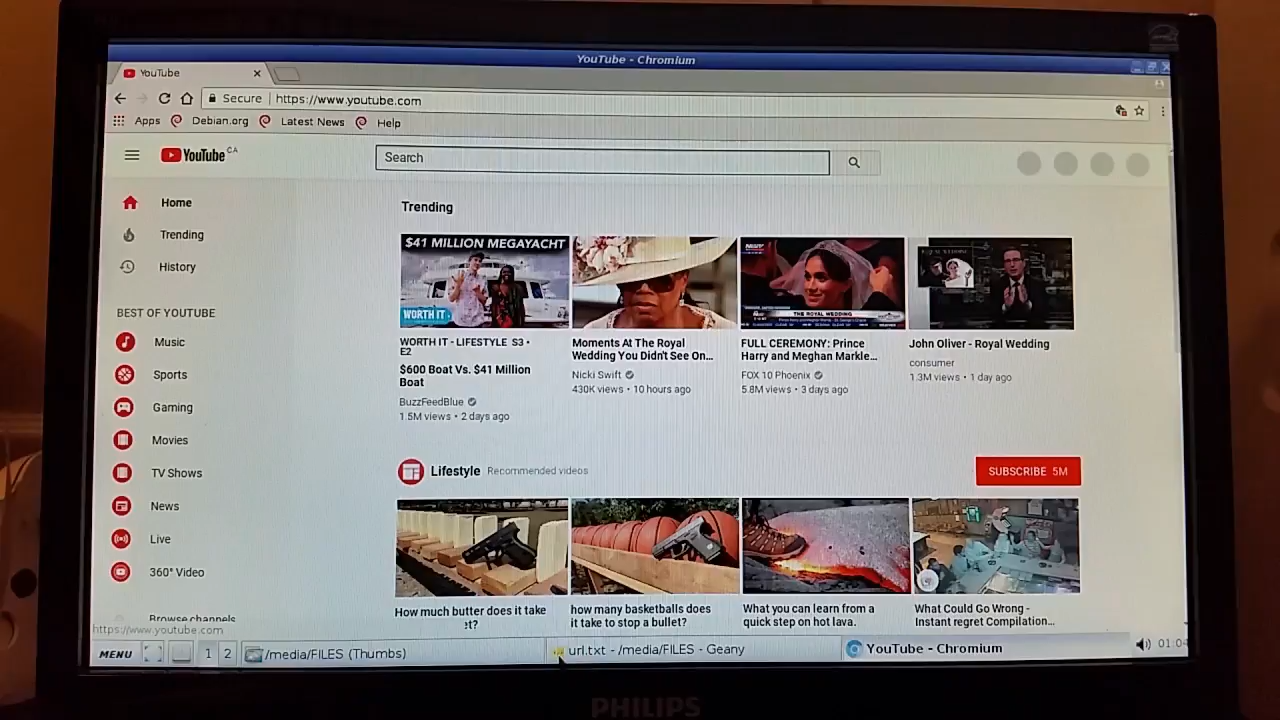 YouTube - Chromium
YouTube
Secure https://www.youtube.com
Apps Debian.org Latest News Help
YouTube CA
Search
Home
Trending
History
BEST OF YOUTUBE
Music
Sports
Gaming
Movies
TV Shows
News
Live
360° Video
Browse channels
https://www.youtube.com
Trending
$41 MILLION MEGAYACHT
WORTH IT
THE ROYAL WEDDING
WORTH IT - LIFESTYLE S3 •
E2
$600 Boat Vs. $41 Million
Boat
BuzzFeedBlue
1.5M views • 2 days ago
Moments At The Royal
Wedding You Didn't See On...
Nicki Swift
430K views • 10 hours ago
FULL CEREMONY: Prince
Harry and Meghan Markle...
FOX 10 Phoenix
5.8M views • 3 days ago
John Oliver - Royal Wedding
consumer
1.3M views • 1 day ago
Lifestyle Recommended videos
SUBSCRIBE 5M
How much butter does it take
how many basketballs does
it take to stop a bullet?
What you can learn from a
quick step on hot lava.
What Could Go Wrong -
Instant regret Compilation...
MENU 1 2 /media/FILES (Thumbs) url.txt - /media/FILES - Geany YouTube - Chromium 01:04
PHILIPS